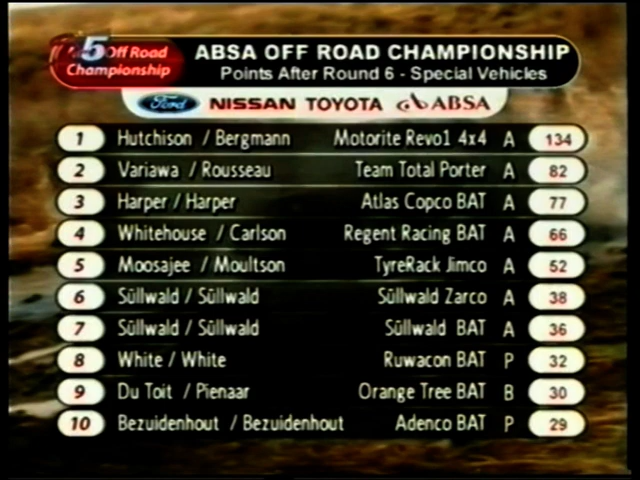 5 Off Road
Championship
ABSA OFF ROAD CHAMPIONSHIP
Points After Round 6 - Special Vehicles
Ford NISSAN TOYOTA ABSA
1 Hutchison / Bergmann Motorite Revo1 4x4 A 134
2 Variawa / Rousseau Team Total Porter A 82
3 Harper / Harper Atlas Copco BAT A 77
4 Whitehouse / Carlson Regent Racing BAT A 66
5 Moosajee / Moultson TyreRack Jimco A 52
6 Süllwald / Süllwald Süllwald Zarco A 38
7 Süllwald / Süllwald Süllwald BAT A 36
8 White / White Ruwacon BAT P 32
9 Du Toit / Pienaar Orange Tree BAT B 30
10 Bezuidenhout / Bezuidenhout Adenco BAT P 29